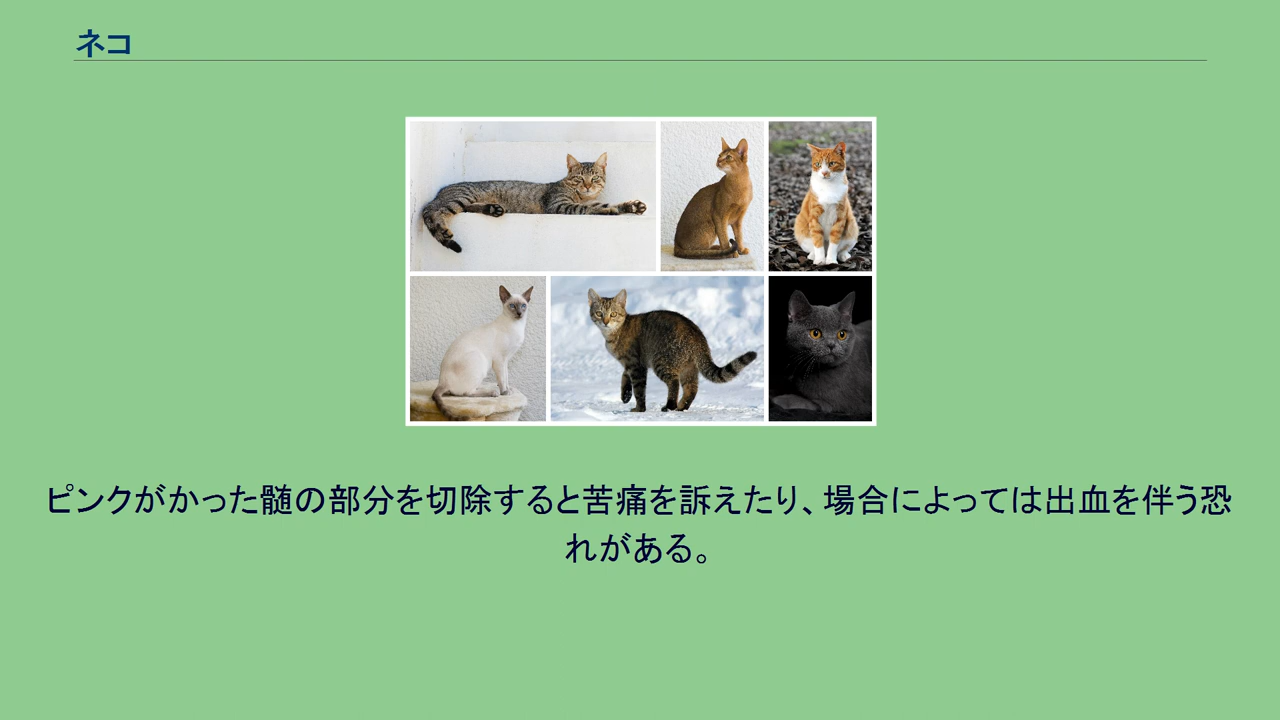 ネコ
ピンクがかった髄の部分を切除すると苦痛を訴えたり、場合によっては出血を伴う恐
れがある。